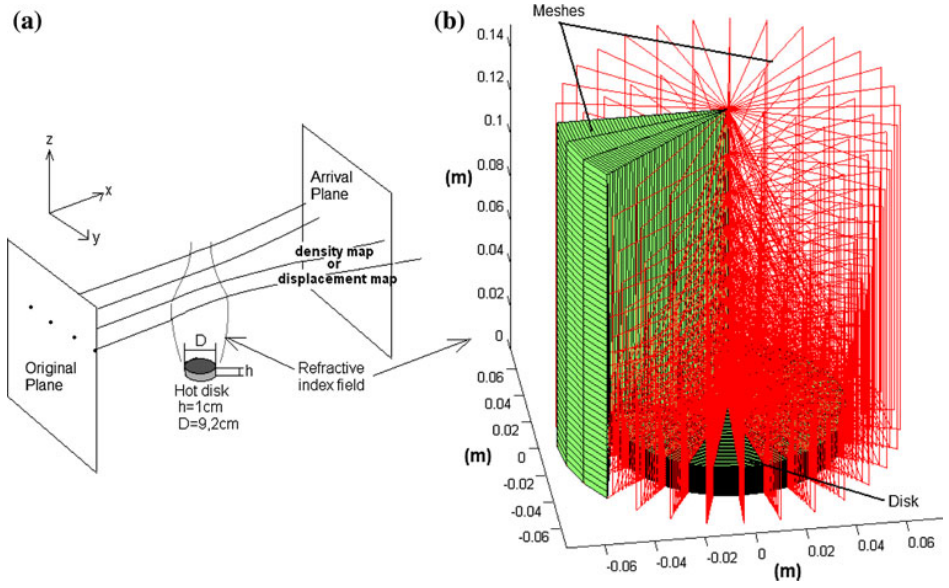 (a)
z
x
y
Arrival
Plane
density map
or
displacement map
Original
Plane
D
h
Hot disk
h=1cm
D=9,2cm
Refractive
index field
(b)
Meshes
0.14
0.12
0.1
0.08
(m)
0.06
0.04
0.02
0
0.06
0.04
0.02
(m)
0
-0.02
-0.04
-0.06
Disk
-0.06
-0.04
-0.02
0
0.02
0.04
0.06
(m)